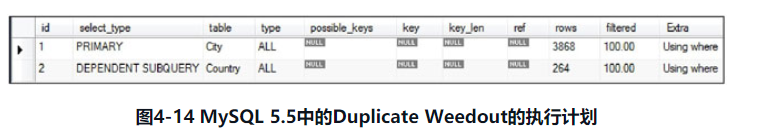 id select_type table type possible_keys key key_len ref rows filtered Extra
1 PRIMARY City ALL NULL NULL NULL NULL 3868 100.00 Using where
2 DEPENDENT SUBQUERY Country ALL NULL NULL NULL NULL 264 100.00 Using where
图4-14 MySQL 5.5中的Duplicate Weedout的执行计划